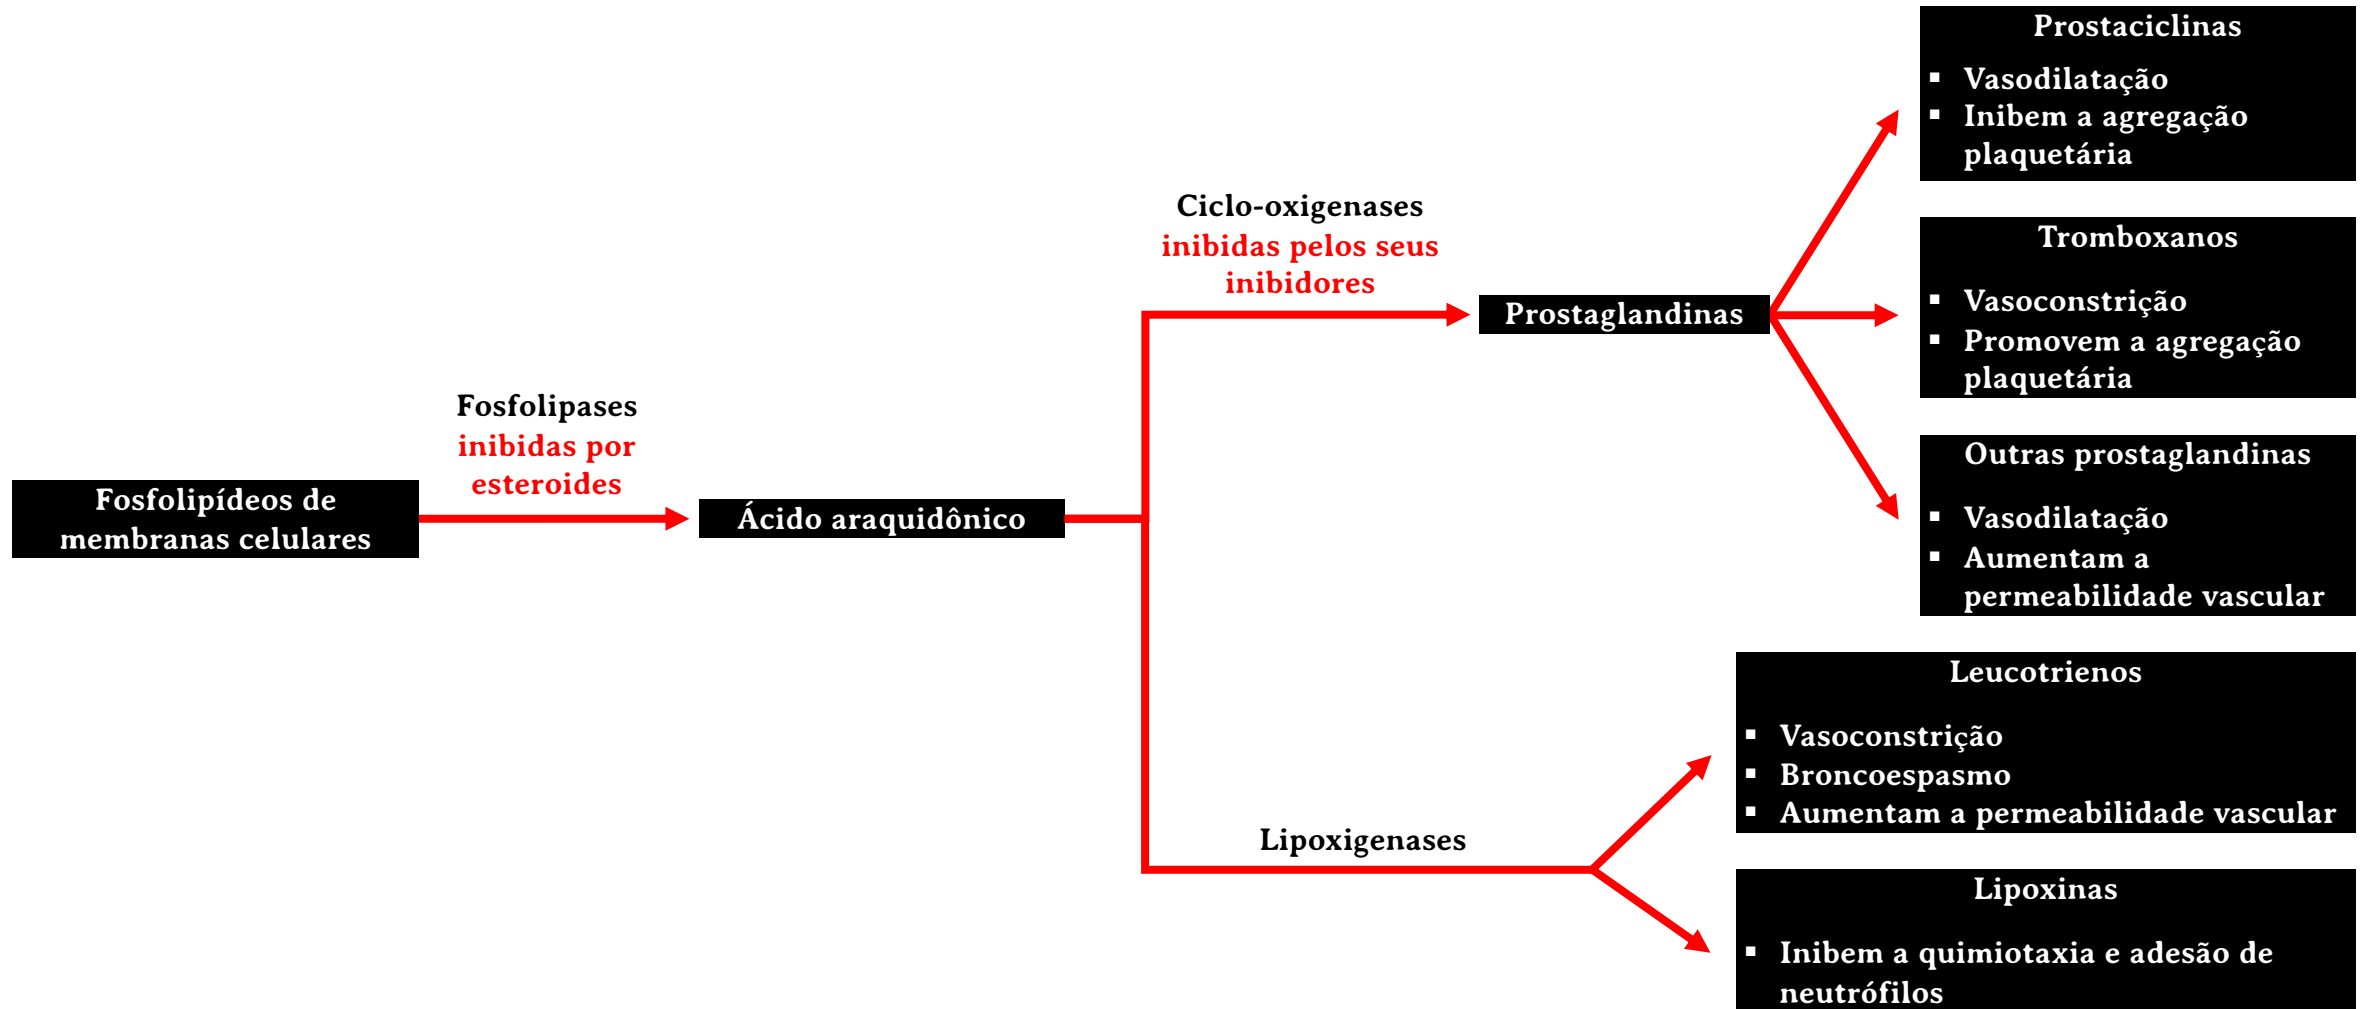 Fosfolipídeos de
membranas celulares
Fosfolipases
inibidas por
esteroides
Ácido araquidônico
Ciclo-oxigenases
inibidas pelos seus
inibidores
Prostaglandinas
Prostaciclinas
▪ Vasodilatação
▪ Inibem a agregação
plaquetária
Tromboxanos
▪ Vasoconstrição
▪ Promovem a agregação
plaquetária
Outras prostaglandinas
▪ Vasodilatação
▪ Aumentam a
permeabilidade vascular
Lipoxigenases
Leucotrienos
▪ Vasoconstrição
▪ Broncoespasmo
▪ Aumentam a permeabilidade vascular
Lipoxinas
▪ Inibem a quimiotaxia e adesão de
neutrófilos